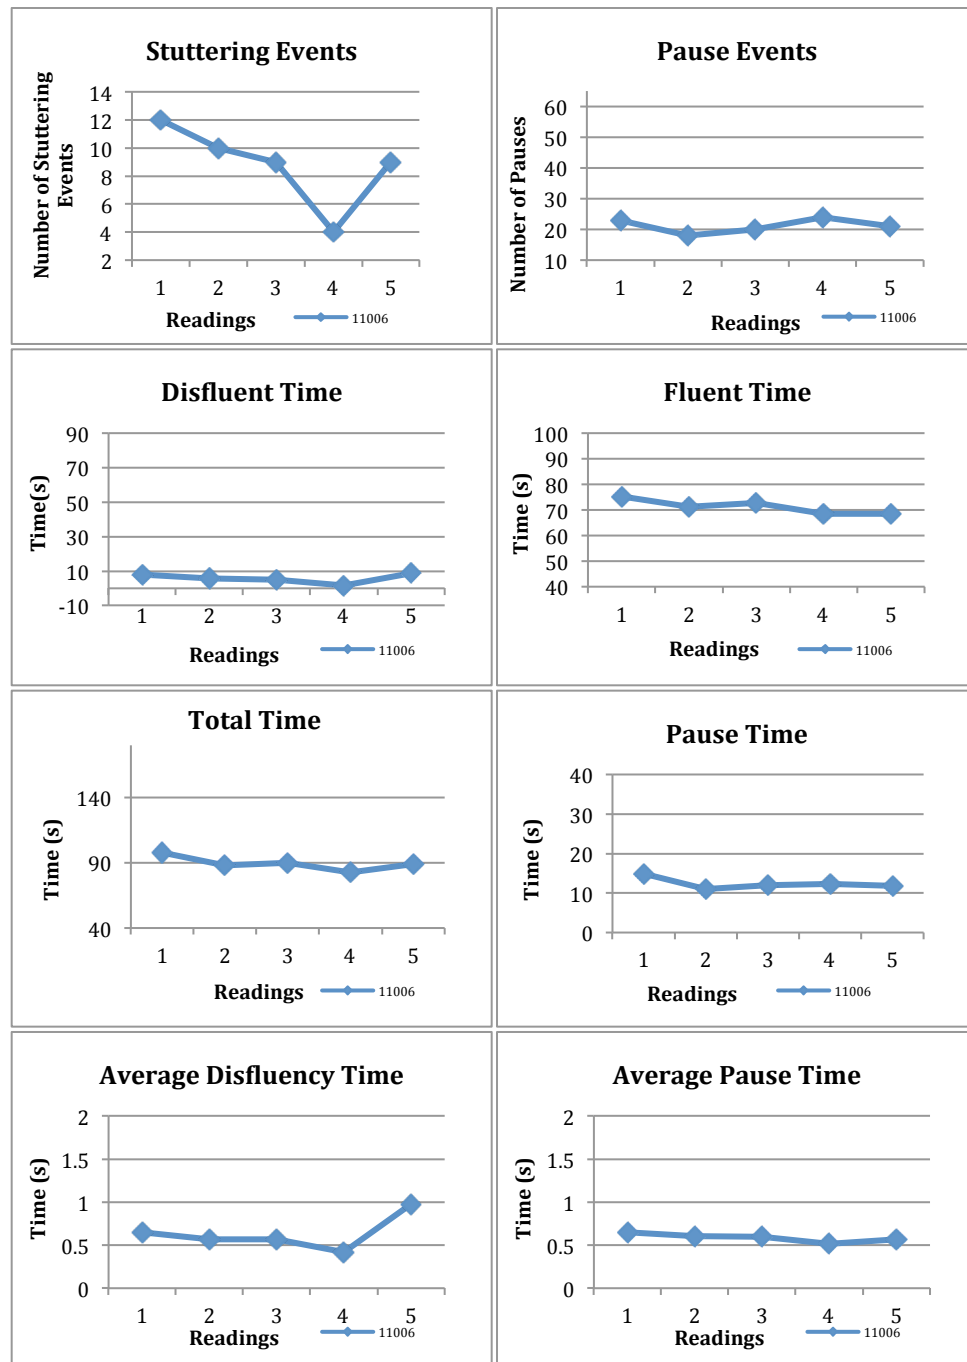 Stuttering Events
Number of Stuttering
Events
14
12
10
8
6
4
2
1 2 3 4 5
Readings
11006
Pause Events
Number of Pauses
60
50
40
30
20
10
1 2 3 4 5
Readings
11006
Disfluent Time
Time(s)
90
70
50
30
10
-10
1 2 3 4 5
Readings
11006
Fluent Time
Time (s)
100
90
80
70
60
50
40
1 2 3 4 5
Readings
11006
Total Time
Time (s)
140
90
40
1 2 3 4 5
Readings
11006
Pause Time
Time (s)
40
30
20
10
0
1 2 3 4 5
Readings
11006
Average Disfluency Time
Time (s)
2
1.5
1
0.5
0
1 2 3 4 5
Readings
11006
Average Pause Time
Time (s)
2
1.5
1
0.5
0
1 2 3 4 5
Readings
11006